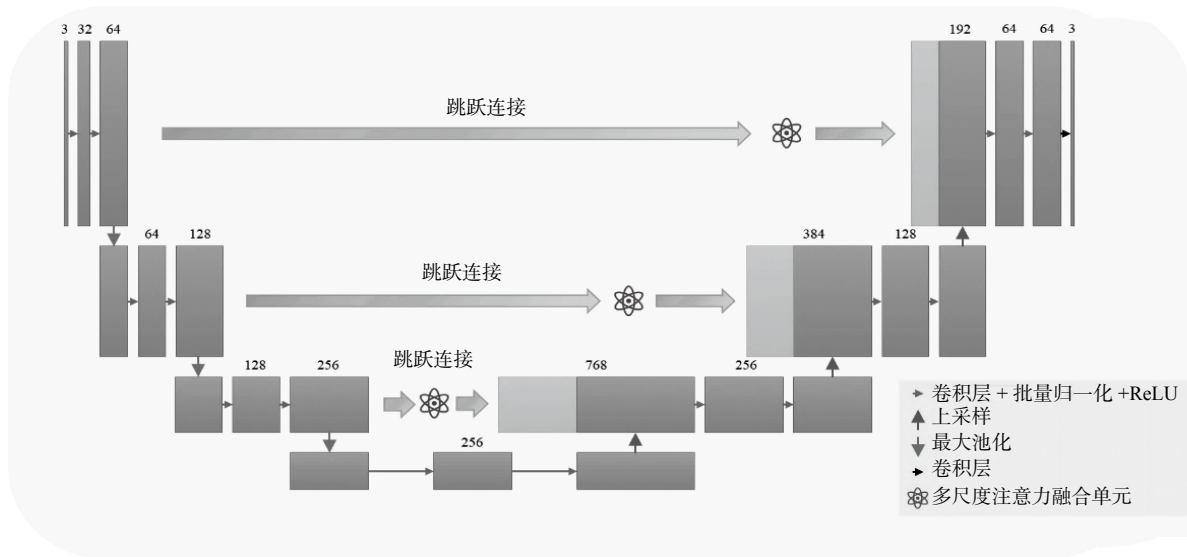 3 32 64
192 64 64 3
跳跃连接
64 128
384 128
跳跃连接
128 256
跳跃连接
768 256
256
卷积层 + 批量归一化 +ReLU
上采样
最大池化
卷积层
多尺度注意力融合单元